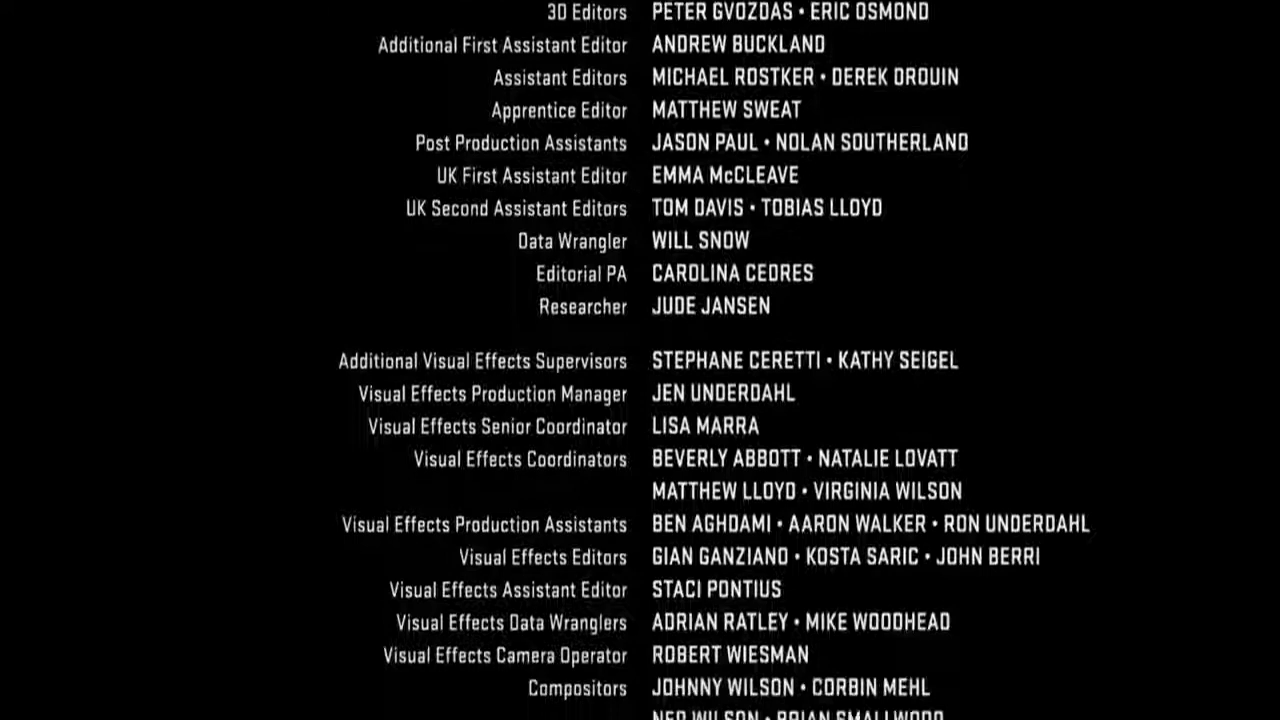 3D Editors PETER GVOZDAS • ERIC OSMOND
Additional First Assistant Editor ANDREW BUCKLAND
Assistant Editors MICHAEL ROSTKER • DEREK DROUIN
Apprentice Editor MATTHEW SWEAT
Post Production Assistants JASON PAUL • NOLAN SOUTHERLAND
UK First Assistant Editor EMMA McCLEAVE
UK Second Assistant Editors TOM DAVIS • TOBIAS LLOYD
Data Wrangler WILL SNOW
Editorial PA CAROLINA CEDRES
Researcher JUDE JANSEN
Additional Visual Effects Supervisors STEPHANE CERETTI • KATHY SEIGEL
Visual Effects Production Manager JEN UNDERDAHL
Visual Effects Senior Coordinator LISA MARRA
Visual Effects Coordinators BEVERLY ABBOTT • NATALIE LOVATT
MATTHEW LLOYD • VIRGINIA WILSON
Visual Effects Production Assistants BEN AGHDAMI • AARON WALKER • RON UNDERDAHL
Visual Effects Editors GIAN GANZIANO • KOSTA SARIC • JOHN BERRI
Visual Effects Assistant Editor STACI PONTIUS
Visual Effects Data Wranglers ADRIAN RATLEY • MIKE WOODHEAD
Visual Effects Camera Operator ROBERT WIESMAN
Compositors JOHNNY WILSON • CORBIN MEHL
NED WILSON • BRIAN SMALLWOOD